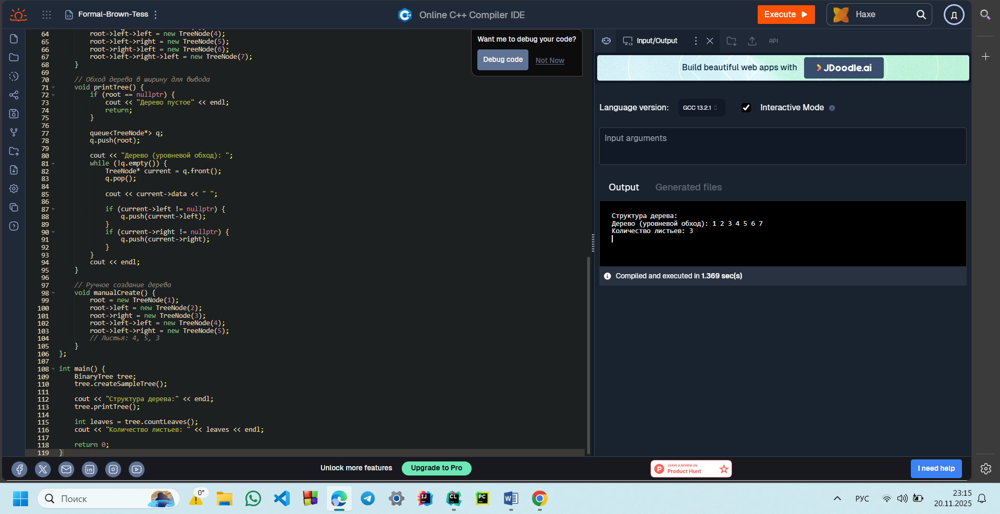 Formal-Brown-Tess
Online C++ Compiler IDE
Execute
Haxe
Д
64 root->left->left = new TreeNode(4);
65 root->left->right = new TreeNode(5);
66 root->right->left = new TreeNode(6);
67 root->left->right->left = new TreeNode(7);
68 }
69
70 // Обход дерева в ширину для вывода
71 void printTree() {
72 if (root == nullptr) {
73 cout << "Дерево пустое" << endl;
74 return;
75 }
76
77 queue<TreeNode*> q;
78 q.push(root);
79
80 cout << "Дерево (уровневой обход): ";
81 while (!q.empty()) {
82 TreeNode* current = q.front();
83 q.pop();
84
85 cout << current->data << " ";
86
87 if (current->left != nullptr) {
88 q.push(current->left);
89 }
90 if (current->right != nullptr) {
91 q.push(current->right);
92 }
93 }
94 cout << endl;
95 }
96
97 // Ручное создание дерева
98 void manualCreate() {
99 root = new TreeNode(1);
100 root->left = new TreeNode(2);
101 root->right = new TreeNode(3);
102 root->left->left = new TreeNode(4);
103 root->left->right = new TreeNode(5);
104 // Листья: 4, 5, 3
105 }
106 };
107
108 int main() {
109 BinaryTree tree;
110 tree.createSampleTree();
111
112 cout << "Структура дерева:" << endl;
113 tree.printTree();
114
115 int leaves = tree.countLeaves();
116 cout << "Количество листьев: " << leaves << endl;
117
118 return 0;
119 }
Want me to debug your code?
Debug code
Not Now
Input/Output
API
Build beautiful web apps with
JDoodle.ai
Language version:
GCC 13.2.1
Interactive Mode
Input arguments
Output
Generated files
Структура дерева:
Дерево (уровневой обход): 1 2 3 4 5 6 7
Количество листьев: 3
Compiled and executed in 1.369 sec(s)
Unlock more features
Upgrade to Pro
LEAVE A REVIEW ON
Product Hunt
I need help
Поиск
0°
РУС
23:15
20.11.2025